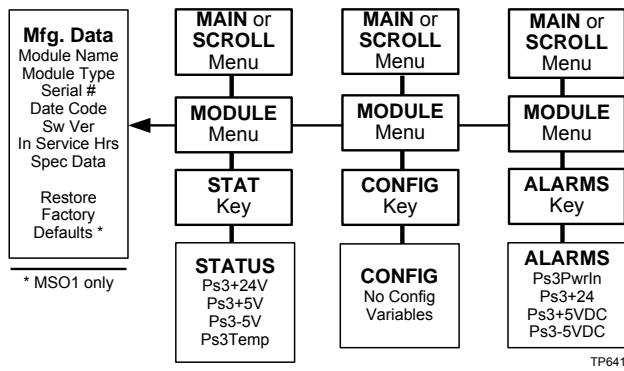 Mfg. Data
Module Name
Module Type
Serial #
Date Code
Sw Ver
In Service Hrs
Spec Data
Restore
Factory
Defaults *
* MSO1 only
MAIN or
SCROLL
Menu
MODULE
Menu
STAT
Key
STATUS
Ps3+24V
Ps3+5V
Ps3-5V
Ps3Temp
MAIN or
SCROLL
Menu
MODULE
Menu
CONFIG
Key
CONFIG
No Config
Variables
MAIN or
SCROLL
Menu
MODULE
Menu
ALARMS
Key
ALARMS
Ps3PwrIn
Ps3+24
Ps3+5VDC
Ps3-5VDC
TP641